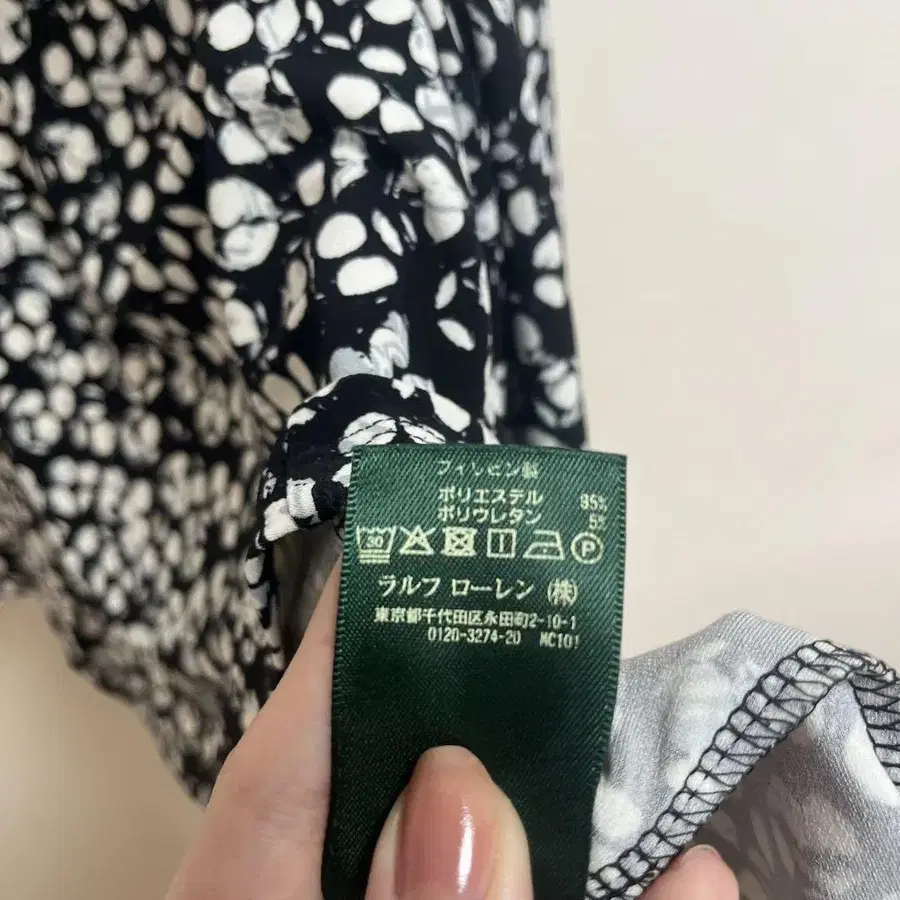 フィリピン製
ポリエステル 95%
ポリウレタン 5%
30 P
ラルフ ローレン (株)
東京都千代田区永田町2-10-1
0120-3274-20 MC101